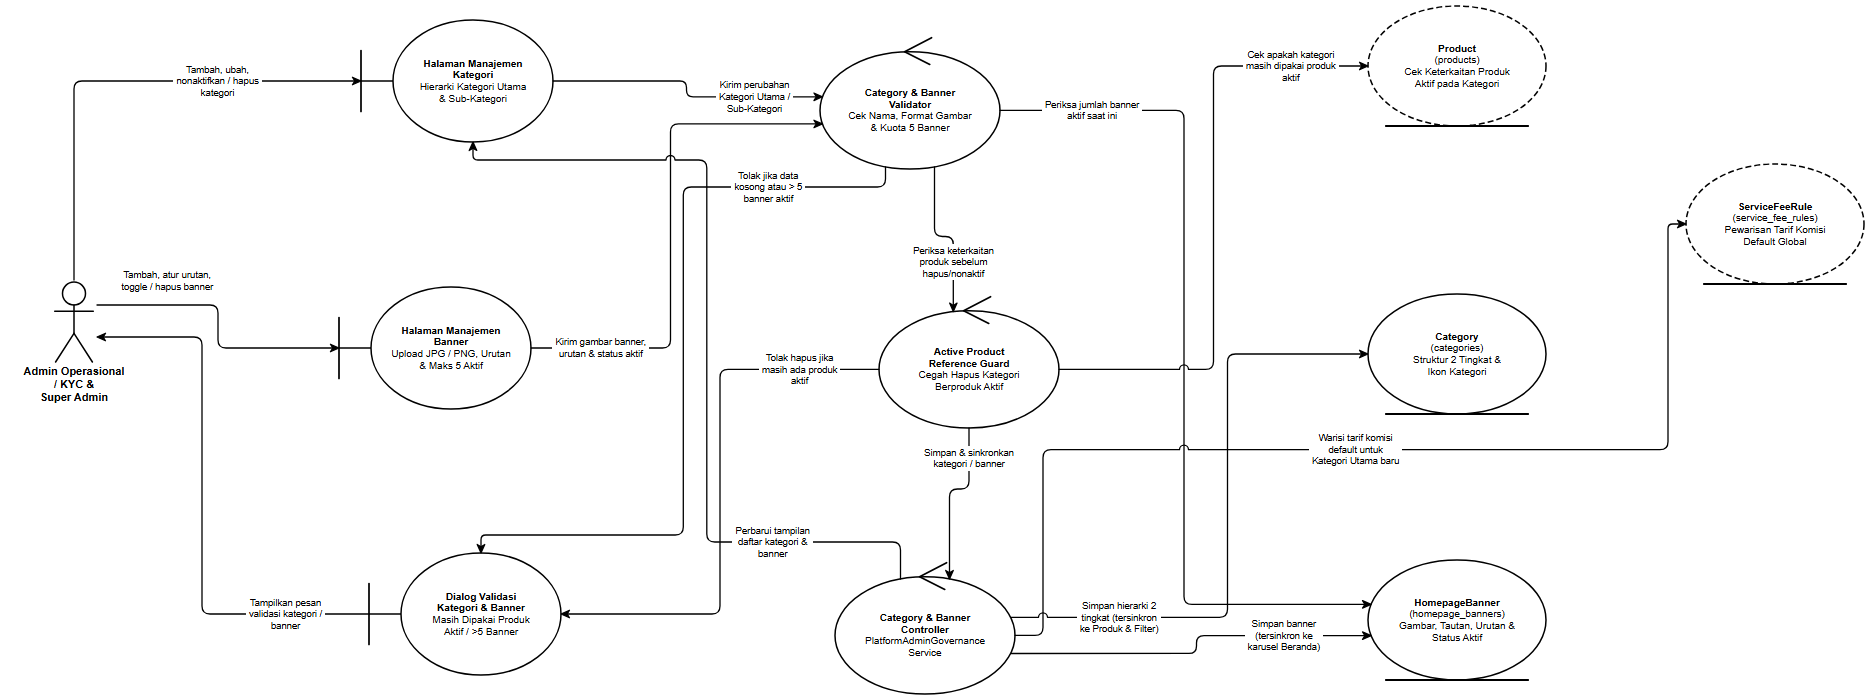 Tambah, ubah,
nonaktifkan / hapus
kategori
Halaman Manajemen
Kategori
Hierarki Kategori Utama
& Sub-Kategori
Kirim perubahan
Kategori Utama /
Sub-Kategori
Category & Banner
Validator
Cek Nama, Format Gambar
& Kuota 5 Banner
Periksa jumlah banner
aktif saat ini
Cek apakah kategori
masih dipakai produk
aktif
Product
(products)
Cek Keterkaitan Produk
Aktif pada Kategori
Tolak jika data
kosong atau > 5
banner aktif
ServiceFeeRule
(service_fee_rules)
Pewarisan Tarif Komisi
Default Global
Periksa keterkaitan
produk sebelum
hapus/nonaktif
Tambah, atur urutan,
toggle / hapus banner
Admin Operasional
/ KYC &
Super Admin
Halaman Manajemen
Banner
Upload JPG / PNG, Urutan
& Maks 5 Aktif
Kirim gambar banner,
urutan & status aktif
Tolak hapus jika
masih ada produk
aktif
Active Product
Reference Guard
Cegah Hapus Kategori
Berproduk Aktif
Category
(categories)
Struktur 2 Tingkat &
Ikon Kategori
Simpan & sinkronkan
kategori / banner
Warisi tarif komisi
default untuk
Kategori Utama baru
Perbarui tampilan
daftar kategori &
banner
Tampilkan pesan
validasi kategori /
banner
Dialog Validasi
Kategori & Banner
Masih Dipakai Produk
Aktif / >5 Banner
Category & Banner
Controller
PlatformAdminGovernance
Service
Simpan hierarki 2
tingkat (tersinkron
ke Produk & Filter)
Simpan banner
(tersinkron ke
karusel Beranda)
HomepageBanner
(homepage_banners)
Gambar, Tautan, Urutan &
Status Aktif